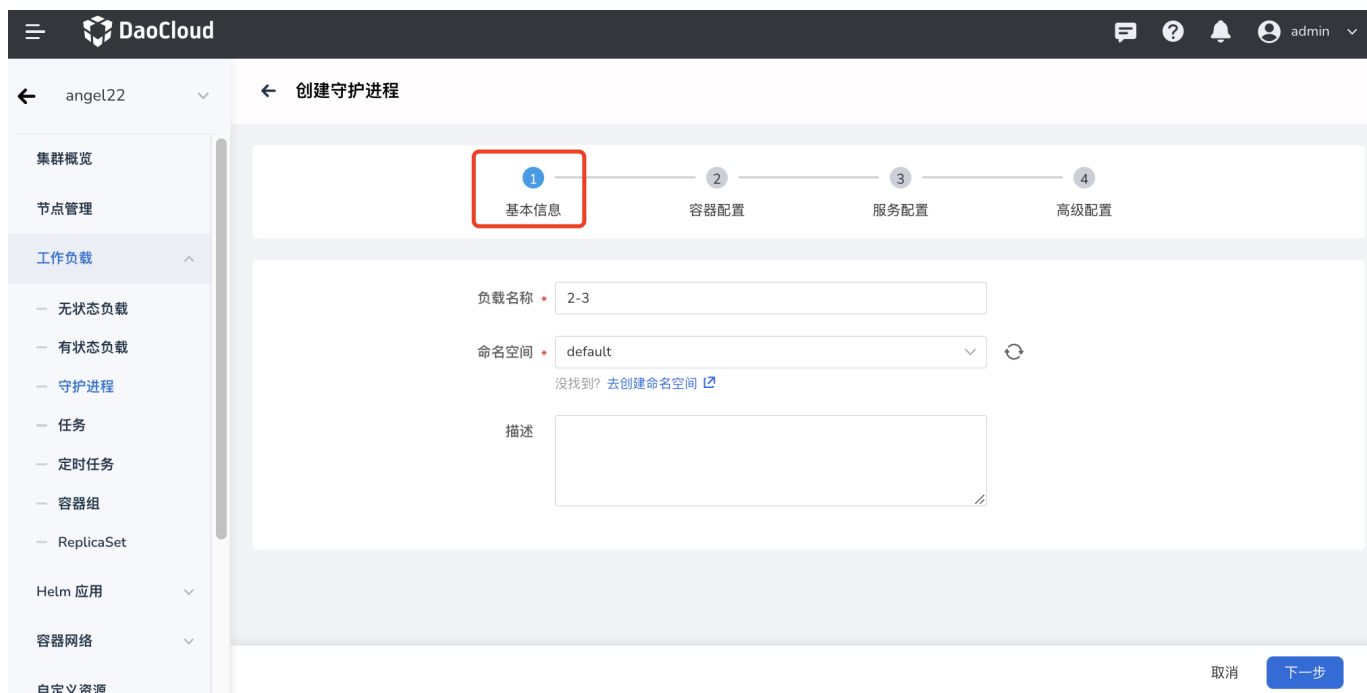 DaoCloud
admin
angel22
创建守护进程
集群概览
节点管理
工作负载
无状态负载
有状态负载
守护进程
任务
定时任务
容器组
ReplicaSet
Helm 应用
容器网络
自定义资源
1
2
3
4
基本信息
容器配置
服务配置
高级配置
负载名称 *
2-3
命名空间 *
default
没找到? 去创建命名空间
描述
取消
下一步